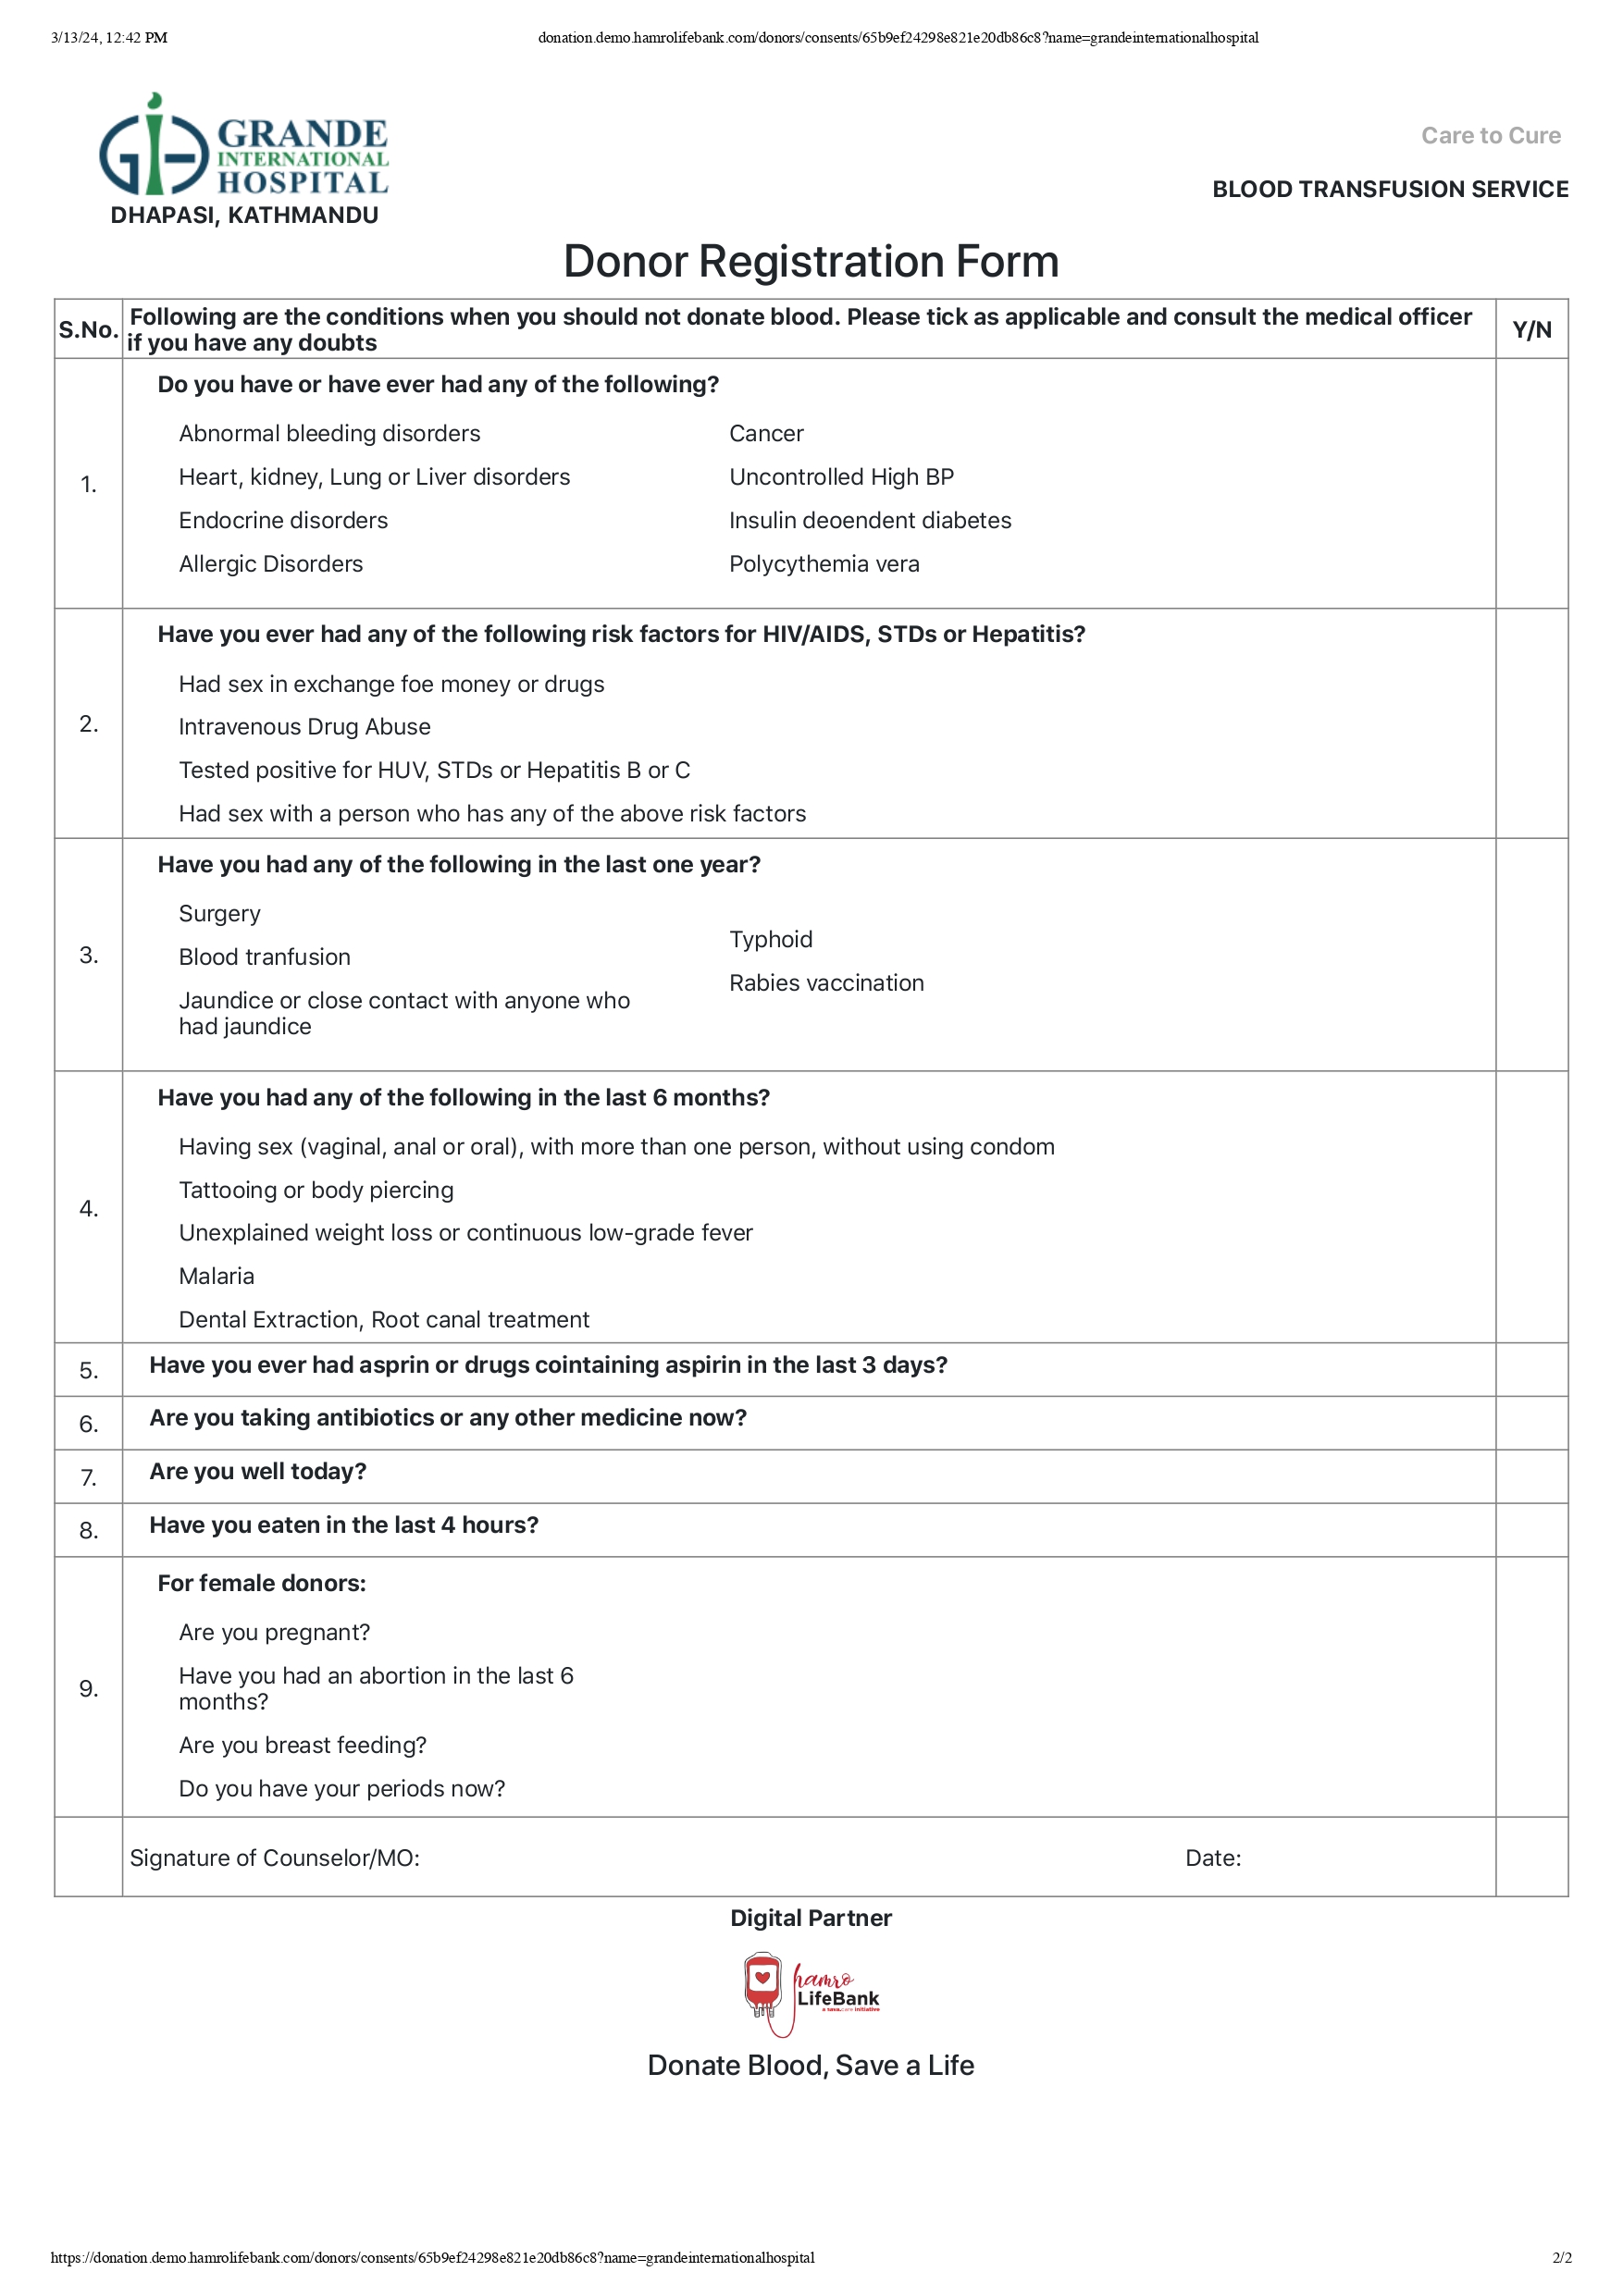 3/13/24, 12:42 PM
donation.demo.hamrolifebank.com/donors/consents/65b9ef24298e821e20db86c8?name=grandeinternationalhospital
GRANDE
INTERNATIONAL
HOSPITAL
DHAPASI, KATHMANDU
Care to Cure
BLOOD TRANSFUSION SERVICE
Donor Registration Form
S.No.
Following are the conditions when you should not donate blood. Please tick as applicable and consult the medical officer
if you have any doubts
Y/N
1.
Do you have or have ever had any of the following?
Abnormal bleeding disorders
Heart, kidney, Lung or Liver disorders
Endocrine disorders
Allergic Disorders
Cancer
Uncontrolled High BP
Insulin deoendent diabetes
Polycythemia vera
2.
Have you ever had any of the following risk factors for HIV/AIDS, STDs or Hepatitis?
Had sex in exchange foe money or drugs
Intravenous Drug Abuse
Tested positive for HUV, STDs or Hepatitis B or C
Had sex with a person who has any of the above risk factors
3.
Have you had any of the following in the last one year?
Surgery
Blood tranfusion
Jaundice or close contact with anyone who
had jaundice
Typhoid
Rabies vaccination
4.
Have you had any of the following in the last 6 months?
Having sex (vaginal, anal or oral), with more than one person, without using condom
Tattooing or body piercing
Unexplained weight loss or continuous low-grade fever
Malaria
Dental Extraction, Root canal treatment
5.
Have you ever had asprin or drugs cointaining aspirin in the last 3 days?
6.
Are you taking antibiotics or any other medicine now?
7.
Are you well today?
8.
Have you eaten in the last 4 hours?
9.
For female donors:
Are you pregnant?
Have you had an abortion in the last 6
months?
Are you breast feeding?
Do you have your periods now?
Signature of Counselor/MO:
Date:
Digital Partner
hamro
LifeBank
initiative
Donate Blood, Save a Life
https://donation.demo.hamrolifebank.com/donors/consents/65b9ef24298e821e20db86c8?name=grandeinternationalhospital
2/2